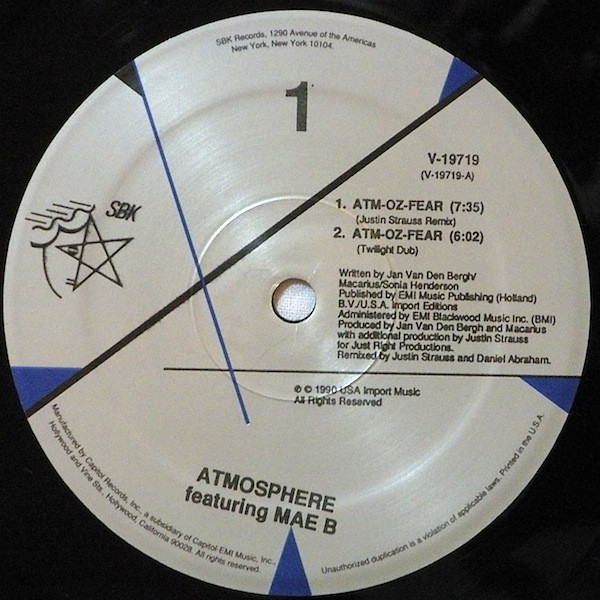 SBK Records, 1290 Avenue of the Americas
New York, New York 10104.
1
SBK
V-19719
(V-19719-A)
1. ATM-OZ-FEAR (7:35)
(Justin Strauss Remix)
2. ATM-OZ-FEAR (6:02)
(Twilight Dub)
Written by Jan Van Den Bergh/
Macarius/Sonia Henderson
Published by EMI Music Publishing (Holland)
B.V./U.S.A. Import Editions
Administered by EMI Blackwood Music Inc. (BMI)
Produced by Jan Van Den Bergh and Macarius
with additional production by Justin Strauss
for Just Right Productions.
Remixed by Justin Strauss and Daniel Abraham.
℗ © 1990 USA Import Music
All Rights Reserved
ATMOSPHERE
featuring MAE B
Manufactured by Capitol Records, Inc., a subsidiary of Capitol-EMI Music, Inc.,
Hollywood and Vine Sts., Hollywood, California 90028. All rights reserved.
Unauthorized duplication is a violation of applicable laws. Printed in the U.S.A.